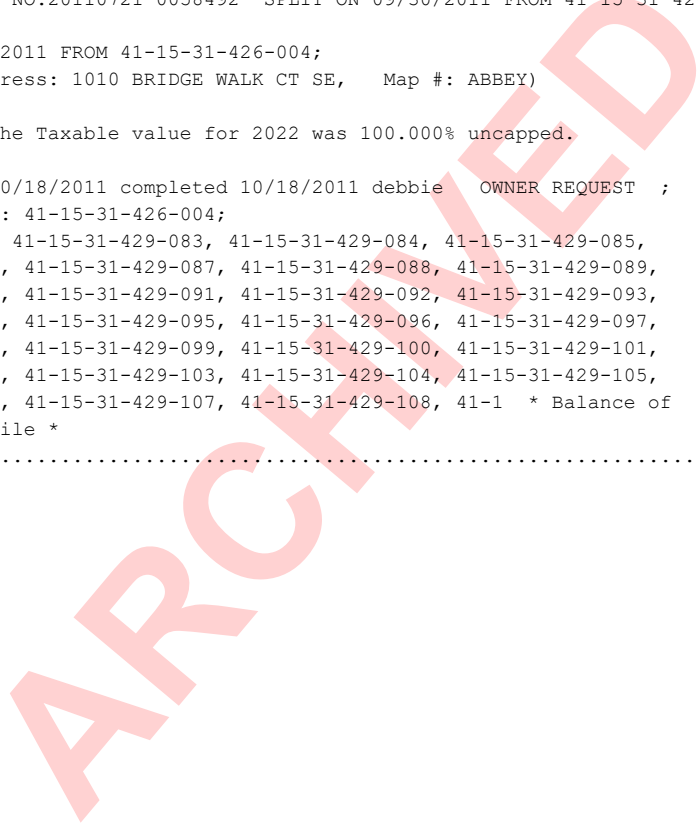 NO.20110721-0058492 SPLIT ON 09/30/2011 FROM 41-15-31-42
2011 FROM 41-15-31-426-004;
ress: 1010 BRIDGE WALK CT SE, Map #: ABBEY)
he Taxable value for 2022 was 100.000% uncapped.
0/18/2011 completed 10/18/2011 debbie OWNER REQUEST ;
: 41-15-31-426-004;
41-15-31-429-083, 41-15-31-429-084, 41-15-31-429-085,
, 41-15-31-429-087, 41-15-31-429-088, 41-15-31-429-089,
, 41-15-31-429-091, 41-15-31-429-092, 41-15-31-429-093,
, 41-15-31-429-095, 41-15-31-429-096, 41-15-31-429-097,
, 41-15-31-429-099, 41-15-31-429-100, 41-15-31-429-101,
, 41-15-31-429-103, 41-15-31-429-104, 41-15-31-429-105,
, 41-15-31-429-107, 41-15-31-429-108, 41-1 * Balance of
ile *
.........................................................
ARCHIVED